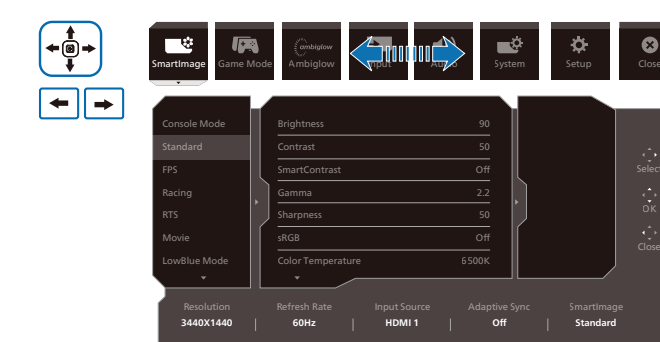 SmartImage Game Mode ambiglow Ambiglow Input Audio System Setup Close
Console Mode Brightness 90
Standard Contrast 50
FPS SmartContrast Off
Racing Gamma 2.2
RTS Sharpness 50
Movie sRGB Off
LowBlue Mode Color Temperature 6500K
Select
OK
Close
Resolution Refresh Rate Input Source Adaptive Sync SmartImage
3440X1440 | 60Hz | HDMI 1 | Off | Standard